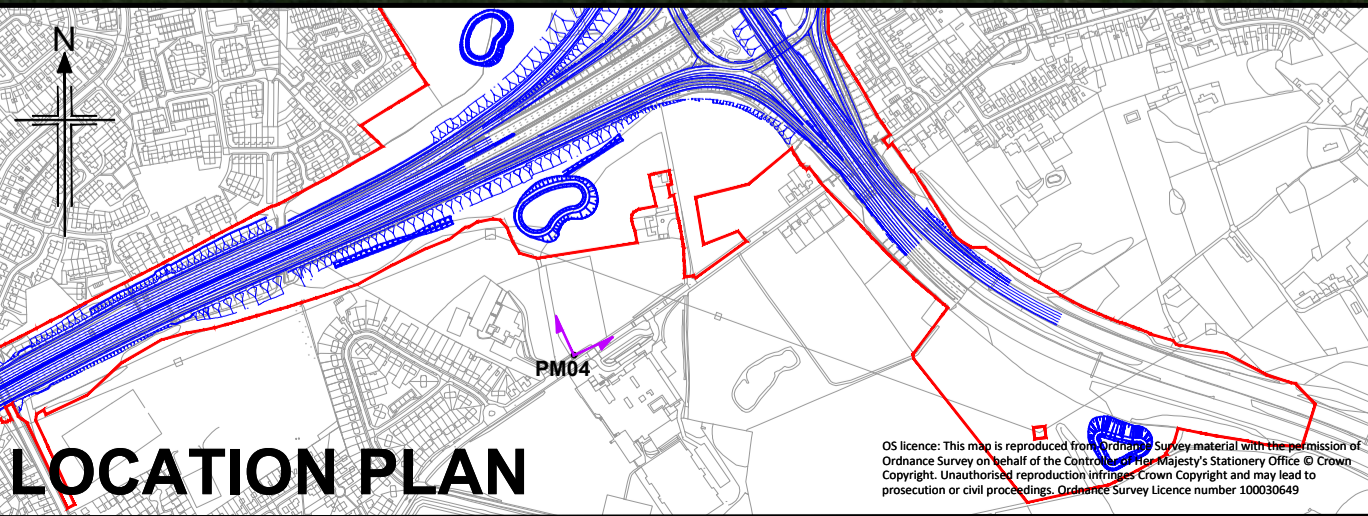 N
PM04
LOCATION PLAN
OS licence: This map is reproduced from Ordnance Survey material with the permission of
Ordnance Survey on behalf of the Controller of Her Majesty's Stationery Office © Crown
Copyright. Unauthorised reproduction infringes Crown Copyright and may lead to
prosecution or civil proceedings. Ordnance Survey Licence number 100030649